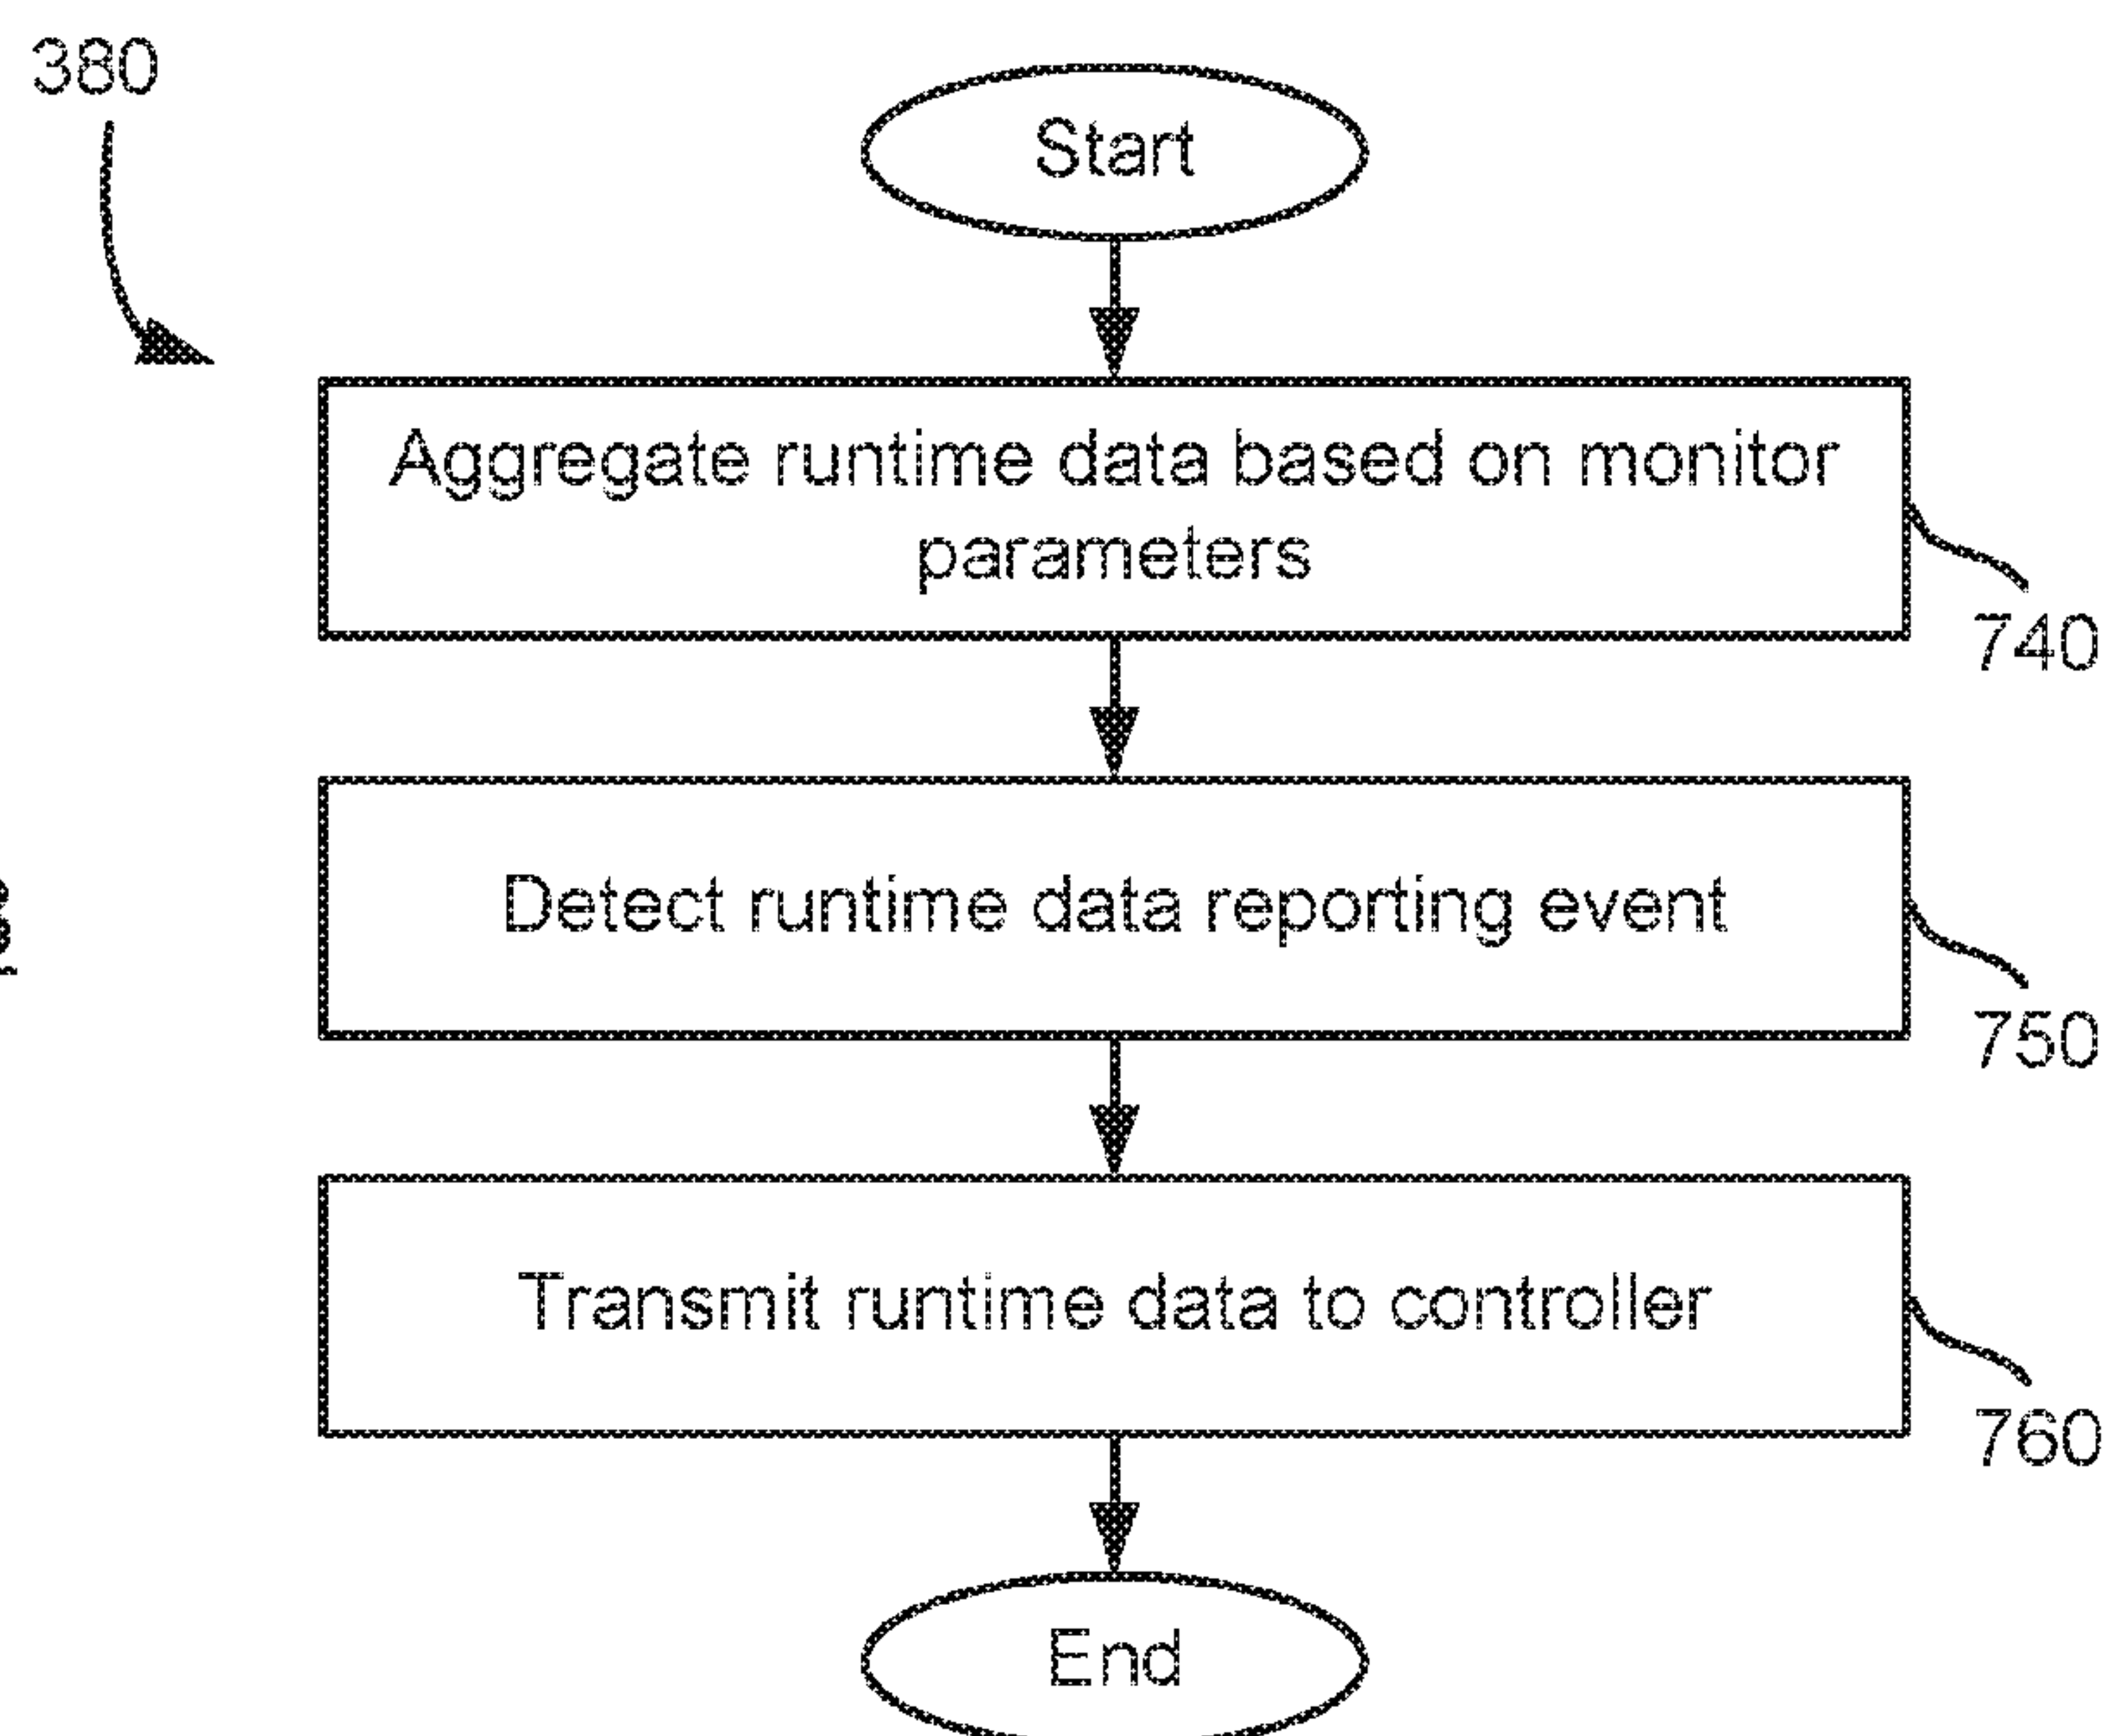 380
Start
Aggregate runtime data based on monitor
parameters
740
Detect runtime data reporting event
750
Transmit runtime data to controller
760
End